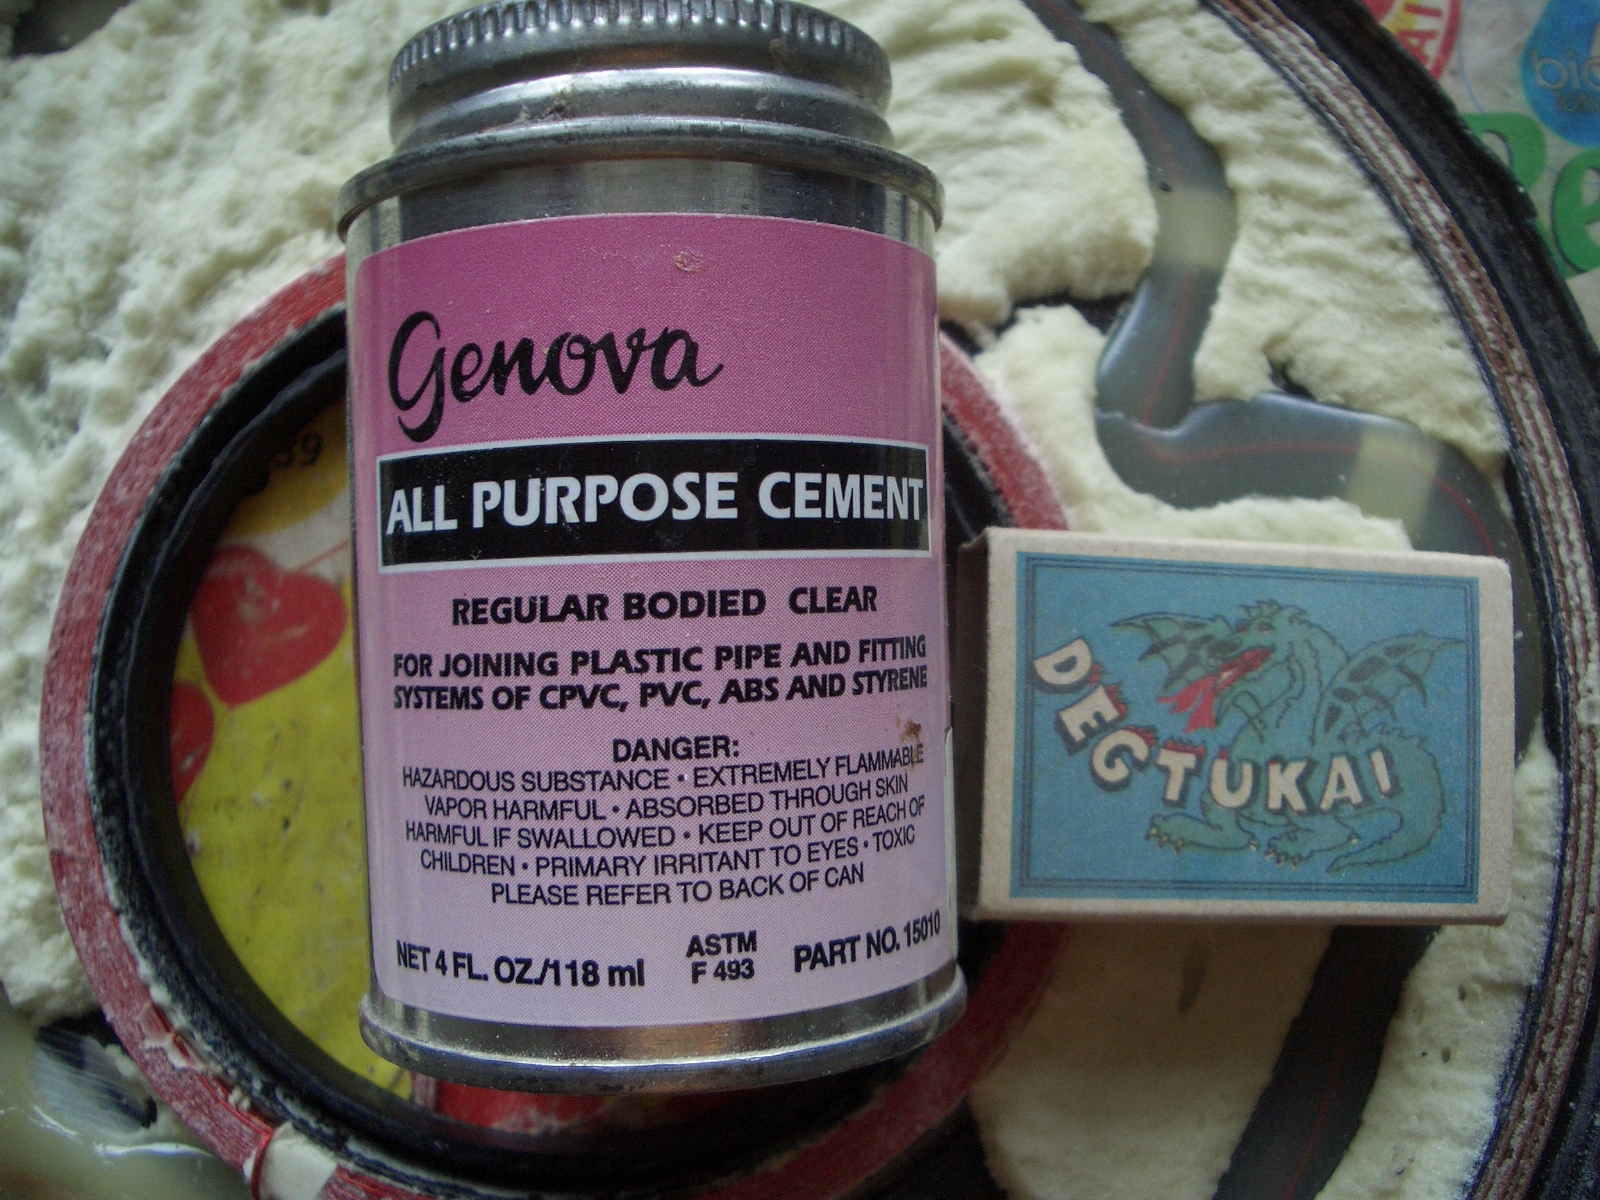 Genova
ALL PURPOSE CEMENT
REGULAR BODIED CLEAR
FOR JOINING PLASTIC PIPE AND FITTING
SYSTEMS OF CPVC, PVC, ABS AND STYRENE
DANGER:
HAZARDOUS SUBSTANCE • EXTREMELY FLAMMABLE
VAPOR HARMFUL • ABSORBED THROUGH SKIN
HARMFUL IF SWALLOWED • KEEP OUT OF REACH OF
CHILDREN • PRIMARY IRRITANT TO EYES • TOXIC
PLEASE REFER TO BACK OF CAN
NET 4 FL. OZ./118 ml
ASTM
F 493
PART NO. 15010
DEGTUKAI